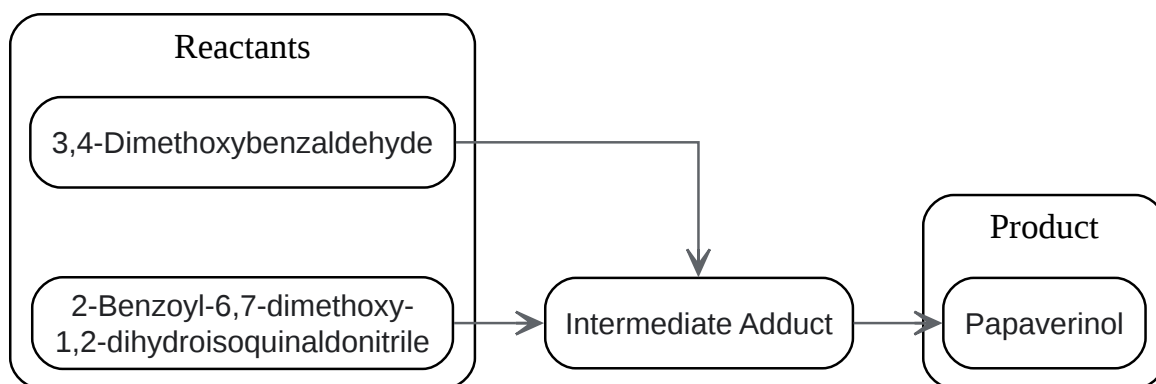 Reactants
3,4-Dimethoxybenzaldehyde
2-Benzoyl-6,7-dimethoxy-
1,2-dihydroisoquinaldonitrile
Intermediate Adduct
Product
Papaverinol